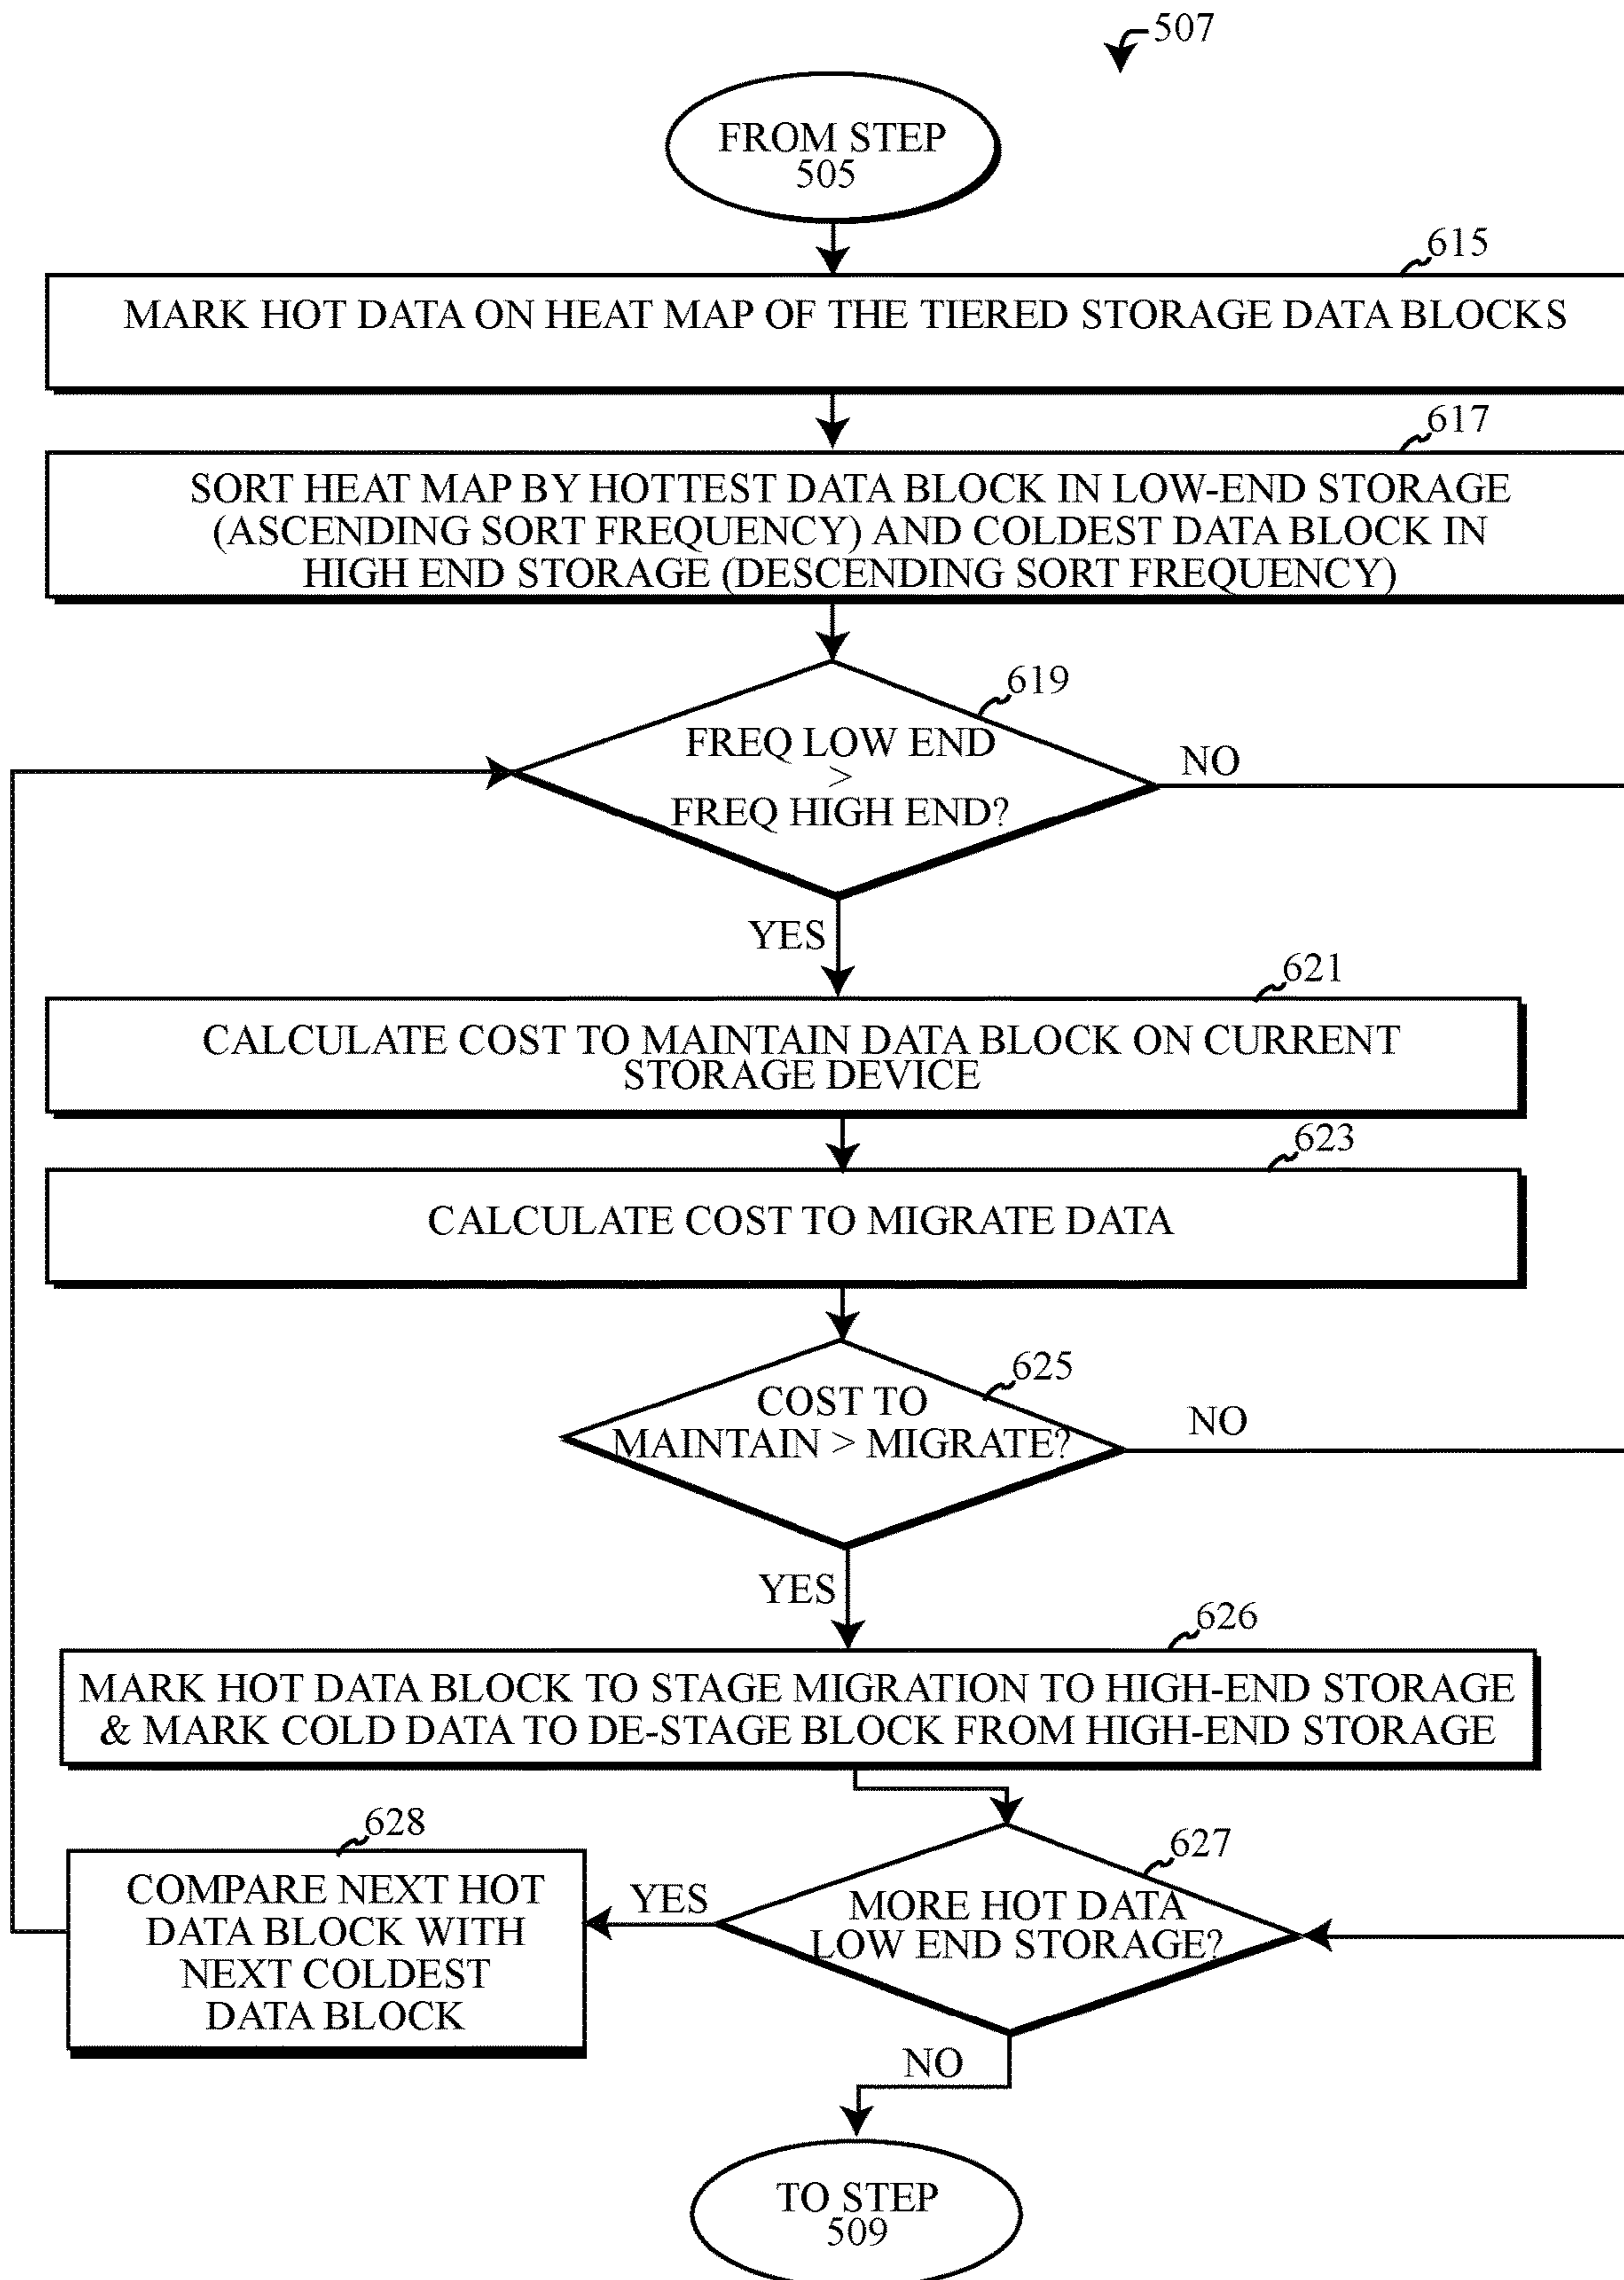 507
FROM STEP
505
615
MARK HOT DATA ON HEAT MAP OF THE TIERED STORAGE DATA BLOCKS
617
SORT HEAT MAP BY HOTTEST DATA BLOCK IN LOW-END STORAGE
(ASCENDING SORT FREQUENCY) AND COLDEST DATA BLOCK IN
HIGH END STORAGE (DESCENDING SORT FREQUENCY)
619
FREQ LOW END
>
FREQ HIGH END?
NO
YES
621
CALCULATE COST TO MAINTAIN DATA BLOCK ON CURRENT
STORAGE DEVICE
623
CALCULATE COST TO MIGRATE DATA
625
COST TO
MAINTAIN > MIGRATE?
NO
YES
626
MARK HOT DATA BLOCK TO STAGE MIGRATION TO HIGH-END STORAGE
& MARK COLD DATA TO DE-STAGE BLOCK FROM HIGH-END STORAGE
628
COMPARE NEXT HOT
DATA BLOCK WITH
NEXT COLDEST
DATA BLOCK
YES
627
MORE HOT DATA
LOW END STORAGE?
NO
TO STEP
509